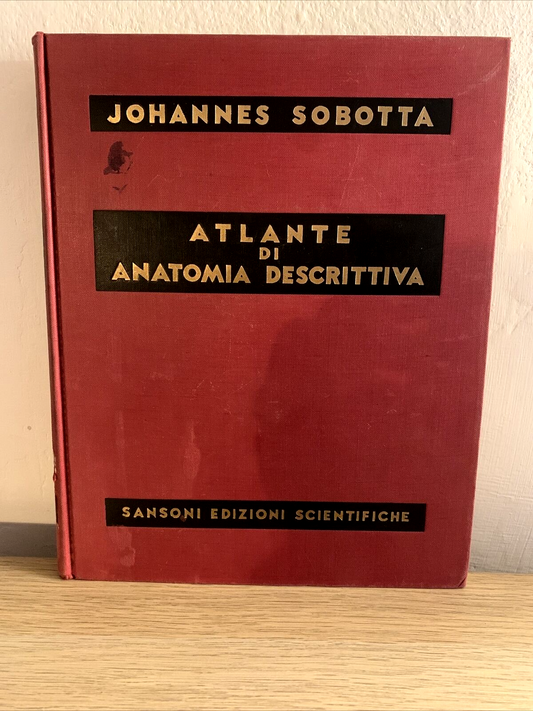 JOHANNES SOBOTTA
ATLANTE
DI
ANATOMIA DESCRITTIVA
SANSONI EDIZIONI SCIENTIFICHE